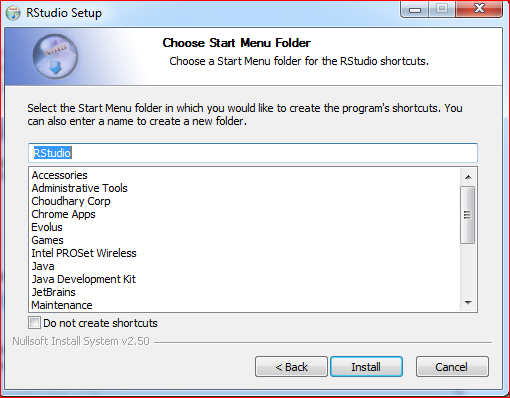 RStudio Setup
Choose Start Menu Folder
Choose a Start Menu folder for the RStudio shortcuts.
Select the Start Menu folder in which you would like to create the program's shortcuts. You
can also enter a name to create a new folder.
RStudio
Accessories
Administrative Tools
Choudhary Corp
Chrome Apps
Evolus
Games
Intel PROSet Wireless
Java
Java Development Kit
JetBrains
Maintenance
Do not create shortcuts
Nullsoft Install System v2.50
< Back
Install
Cancel